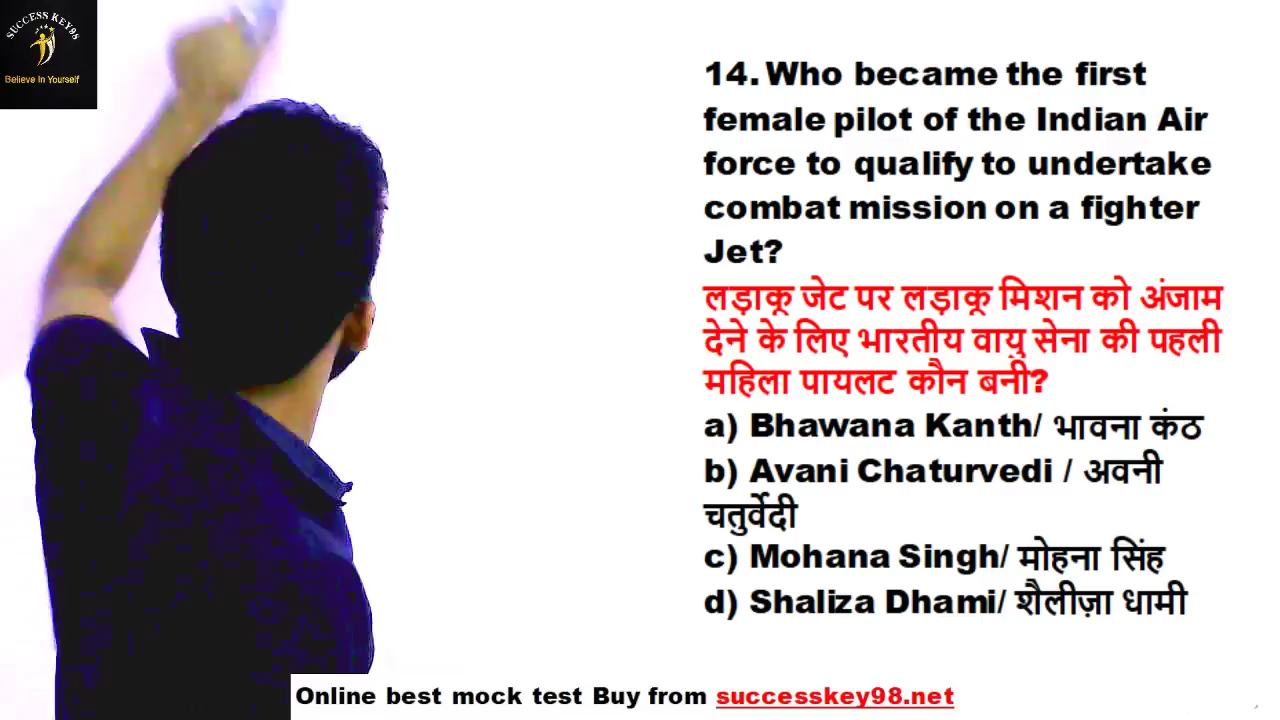 SUCCESS KEY98
Believe In Yourself
14. Who became the first
female pilot of the Indian Air
force to qualify to undertake
combat mission on a fighter
Jet?
लड़ाकू जेट पर लड़ाकू मिशन को अंजाम
देने के लिए भारतीय वायु सेना की पहली
महिला पायलट कौन बनी?
a) Bhawana Kanth/ भावना कंठ
b) Avani Chaturvedi / अवनी
चतुर्वेदी
c) Mohana Singh/ मोहना सिंह
d) Shaliza Dhami/ शैलीज़ा धामी
Online best mock test Buy from successkey98.net